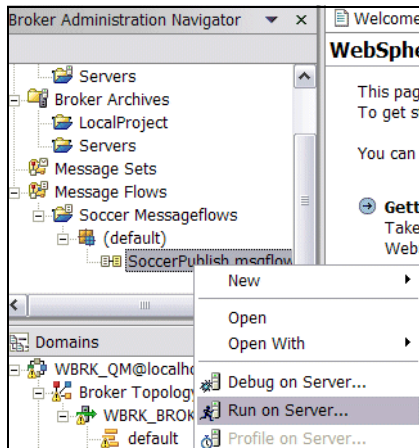 Broker Administration Navigator
Welcome
Servers
Broker Archives
LocalProject
Servers
Message Sets
Message Flows
Soccer Messageflows
(default)
SoccerPublish.msgflow
WebSphe
This pag
To get s
You can
Gett
Take
Web
New
Open
Open With
Debug on Server...
Run on Server...
Profile on Server...
Domains
WBRK_QM@localho
Broker Topology
WBRK_BROK
default